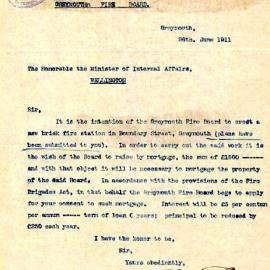 GREYMOUTH FIRE BOARD.
Greymouth,
26th. June 1911
The Honorable the Minister of Internal Affairs,
WELLINGTON
Sir,
It is the intention of the Greymouth Fire Board to erect a
new brick fire station in Boundary Street, Greymouth (plans have
been submitted to you). In order to carry out the said work it is
the wish of the Board to raise by mortgage, the sum of £1500 -------
and with that object it will be necessary to mortgage the property
of the said Board. In accordance with the provisions of the Fire
Brigades Act, in that behalf the Greymouth Fire Board begs to apply
for your consent to such mortgage. Interest will be £5 per centum
per annum ---- term of loan years; principal to be reduced by
£250 each year.
I have the honor to be,
Sir,
Yours obediently,